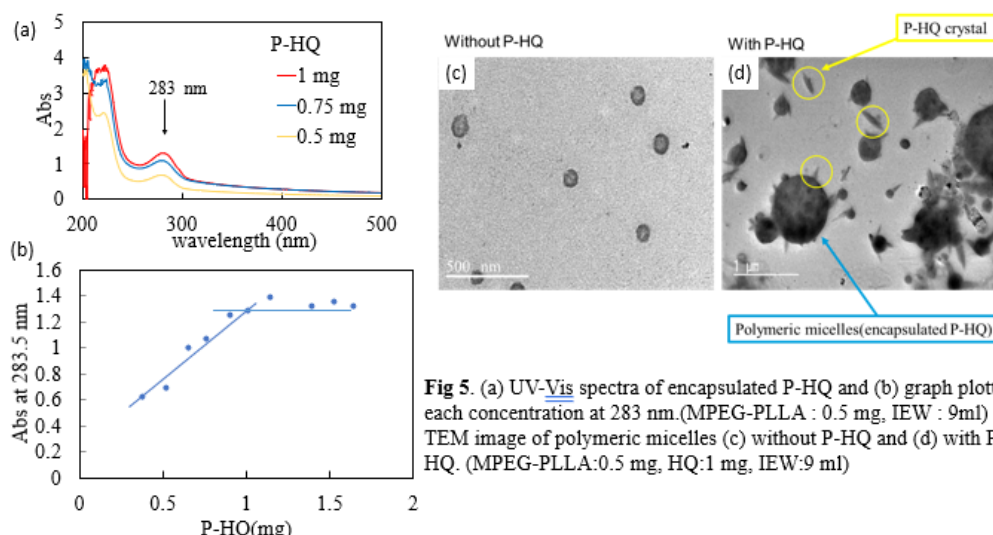 (a)
5
4
3
2
1
0
Abs
P-HQ
1 mg
0.75 mg
0.5 mg
283 nm
200 300 400 500
wavelength (nm)
(b)
1.6
1.4
1.2
1
0.8
0.6
0.4
0.2
0
Abs at 283.5 nm
0 0.5 1 1.5 2
P-HQ(mg)
Without P-HQ
(c)
500 nm
With P-HQ
(d)
P-HQ crystal
1 μm
Polymeric micelles(encapsulated P-HQ)
Fig 5. (a) UV-Vis spectra of encapsulated P-HQ and (b) graph plott
each concentration at 283 nm.(MPEG-PLLA : 0.5 mg, IEW : 9ml)
TEM image of polymeric micelles (c) without P-HQ and (d) with P
HQ. (MPEG-PLLA:0.5 mg, HQ:1 mg, IEW:9 ml)